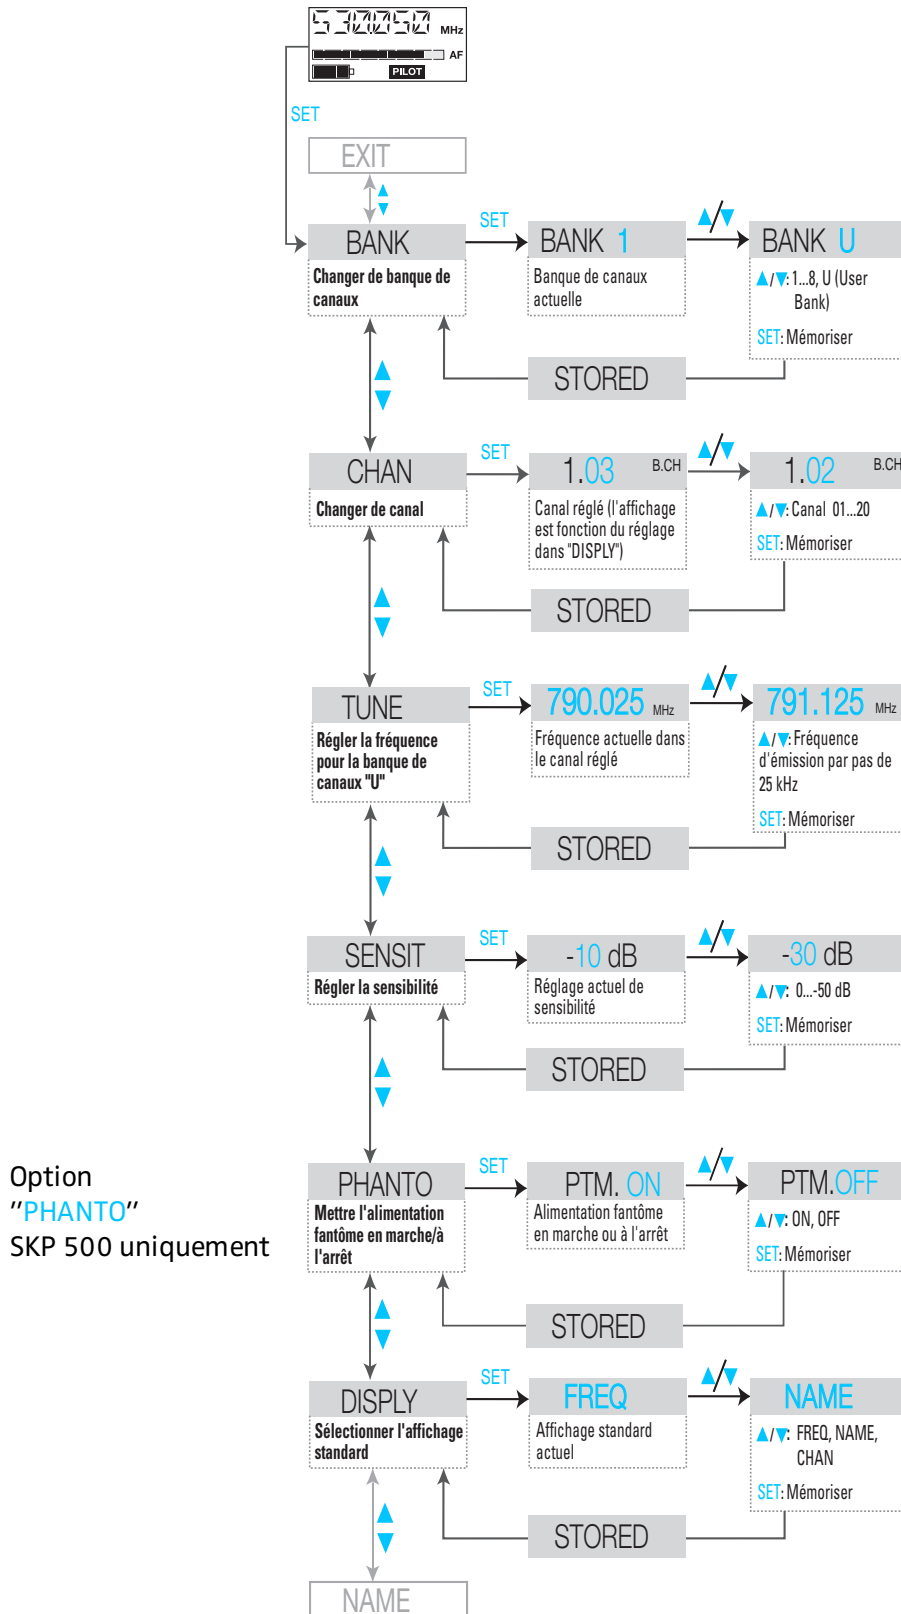 530050 MHz
AF
PILOT
SET
EXIT
BANK
Changer de banque de
canaux
SET
BANK 1
Banque de canaux
actuelle
▲/▼
BANK U
▲/▼: 1...8, U (User
Bank)
SET: Mémoriser
STORED
CHAN
Changer de canal
SET
1.03 B.CH
Canal réglé (l'affichage
est fonction du réglage
dans "DISPLY")
▲/▼
1.02 B.CH
▲/▼: Canal 01...20
SET: Mémoriser
STORED
TUNE
Régler la fréquence
pour la banque de
canaux "U"
SET
790.025 MHz
Fréquence actuelle dans
le canal réglé
▲/▼
791.125 MHz
▲/▼: Fréquence
d'émission par pas de
25 kHz
SET: Mémoriser
STORED
SENSIT
Régler la sensibilité
SET
-10 dB
Réglage actuel de
sensibilité
▲/▼
-30 dB
▲/▼: 0...-50 dB
SET: Mémoriser
STORED
Option
"PHANTO"
SKP 500 uniquement
PHANTO
Mettre l'alimentation
fantôme en marche/à
l'arrêt
SET
PTM. ON
Alimentation fantôme
en marche ou à l'arrêt
▲/▼
PTM.OFF
▲/▼: ON, OFF
SET: Mémoriser
STORED
DISPLY
Sélectionner l'affichage
standard
SET
FREQ
Affichage standard
actuel
▲/▼
NAME
▲/▼: FREQ, NAME,
CHAN
SET: Mémoriser
STORED
NAME